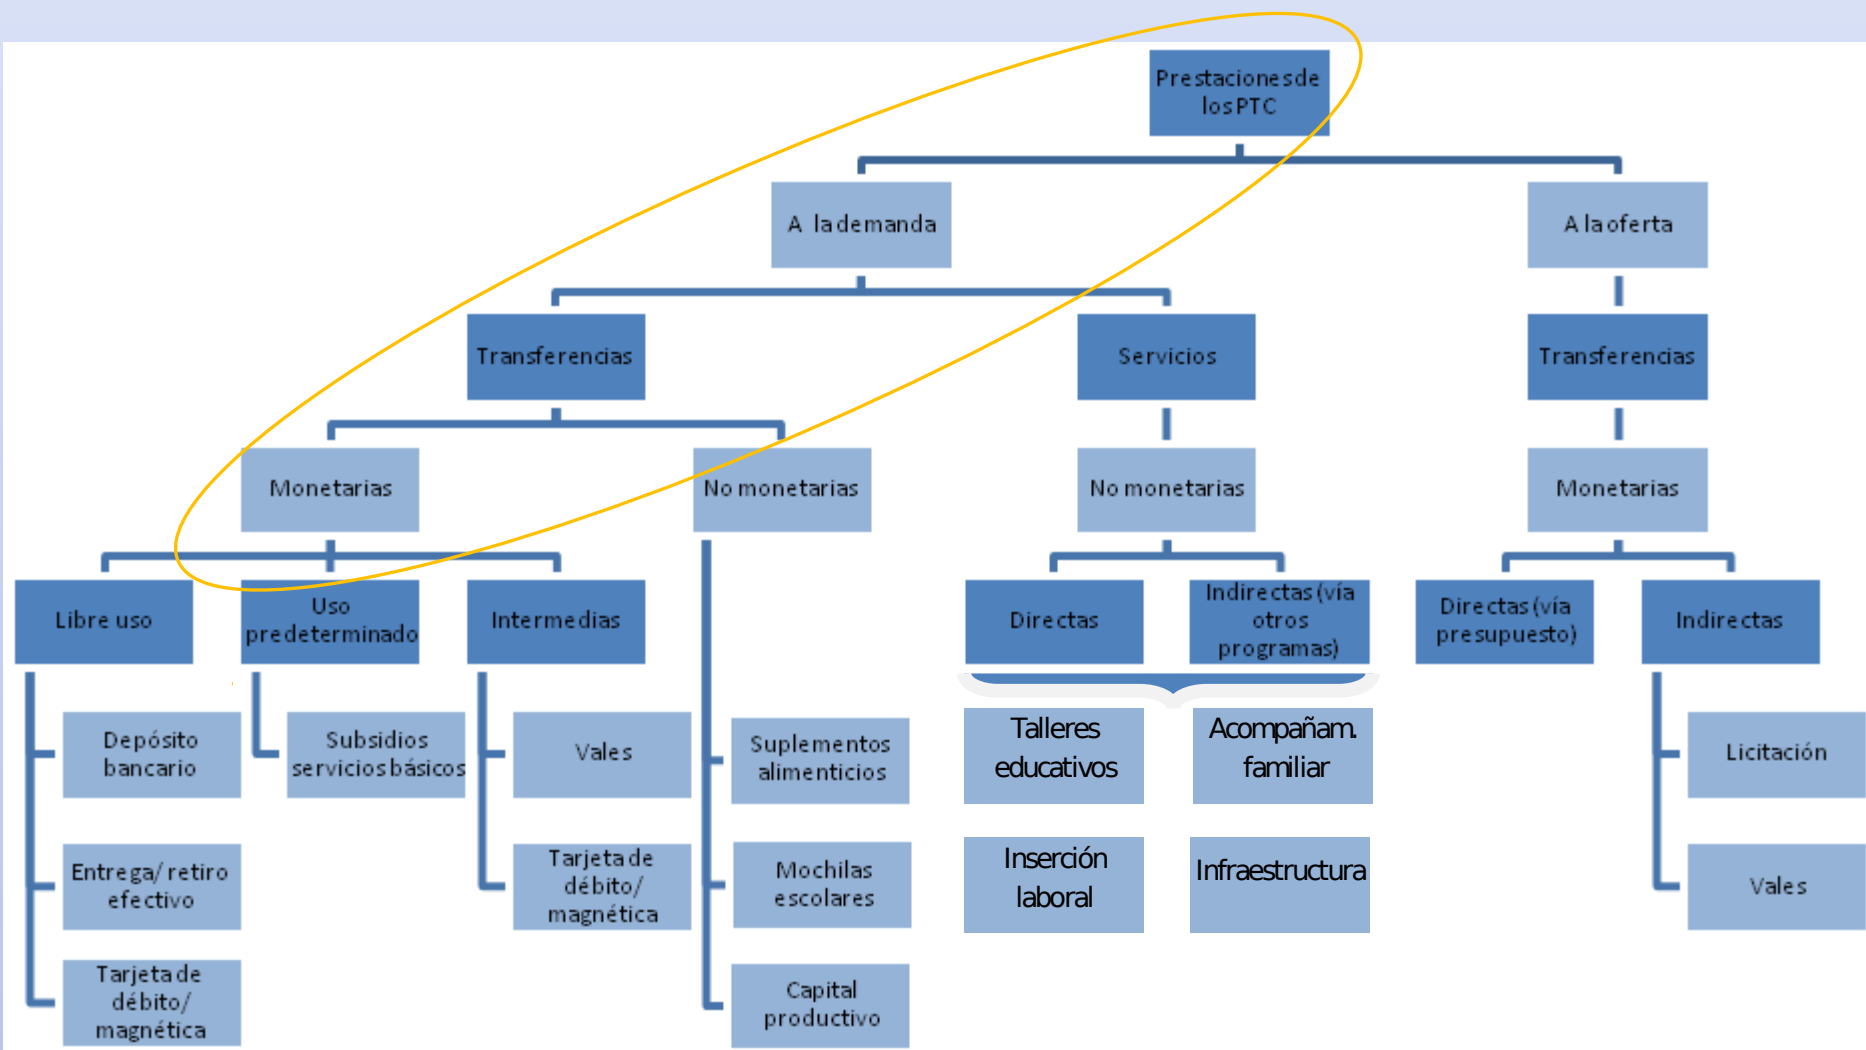 Prestaciones de
los PTC
A la demanda
A la oferta
Transferencias
Servicios
Transferencias
Monetarias
No monetarias
No monetarias
Monetarias
Libre uso
Uso
predeterminado
Intermedias
Directas
Indirectas (vía
otros
programas)
Directas (vía
presupuesto)
Indirectas
Depósito
bancario
Subsidios
servicios básicos
Vales
Suplementos
alimenticios
Talleres
educativos
Acompañam.
familiar
Licitación
Entrega/ retiro
efectivo
Tarjeta de
débito/
magnética
Mochilas
escolares
Inserción
laboral
Infraestructura
Vales
Tarjeta de
débito/
magnética
Capital
productivo